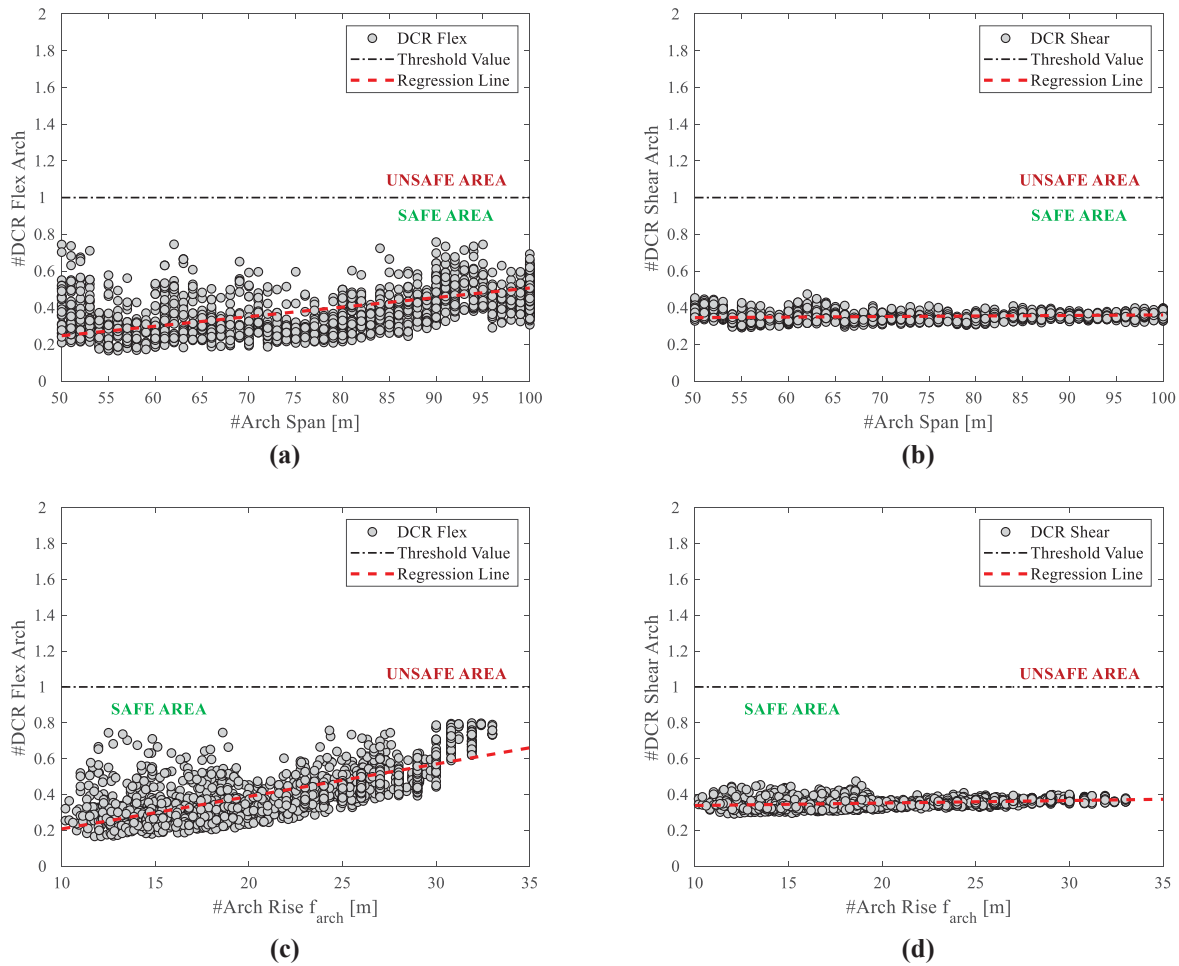 2
1.8
1.6
1.4
1.2
1
0.8
0.6
0.4
0.2
0
#DCR Flex Arch
DCR Flex
Threshold Value
Regression Line
UNSAFE AREA
SAFE AREA
50 55 60 65 70 75 80 85 90 95 100
#Arch Span [m]
(a)
2
1.8
1.6
1.4
1.2
1
0.8
0.6
0.4
0.2
0
#DCR Shear Arch
DCR Shear
Threshold Value
Regression Line
UNSAFE AREA
SAFE AREA
50 55 60 65 70 75 80 85 90 95 100
#Arch Span [m]
(b)
2
1.8
1.6
1.4
1.2
1
0.8
0.6
0.4
0.2
0
#DCR Flex Arch
DCR Flex
Threshold Value
Regression Line
UNSAFE AREA
SAFE AREA
10 15 20 25 30 35
#Arch Rise f_arch [m]
(c)
2
1.8
1.6
1.4
1.2
1
0.8
0.6
0.4
0.2
0
#DCR Shear Arch
DCR Shear
Threshold Value
Regression Line
UNSAFE AREA
SAFE AREA
10 15 20 25 30 35
#Arch Rise f_arch [m]
(d)